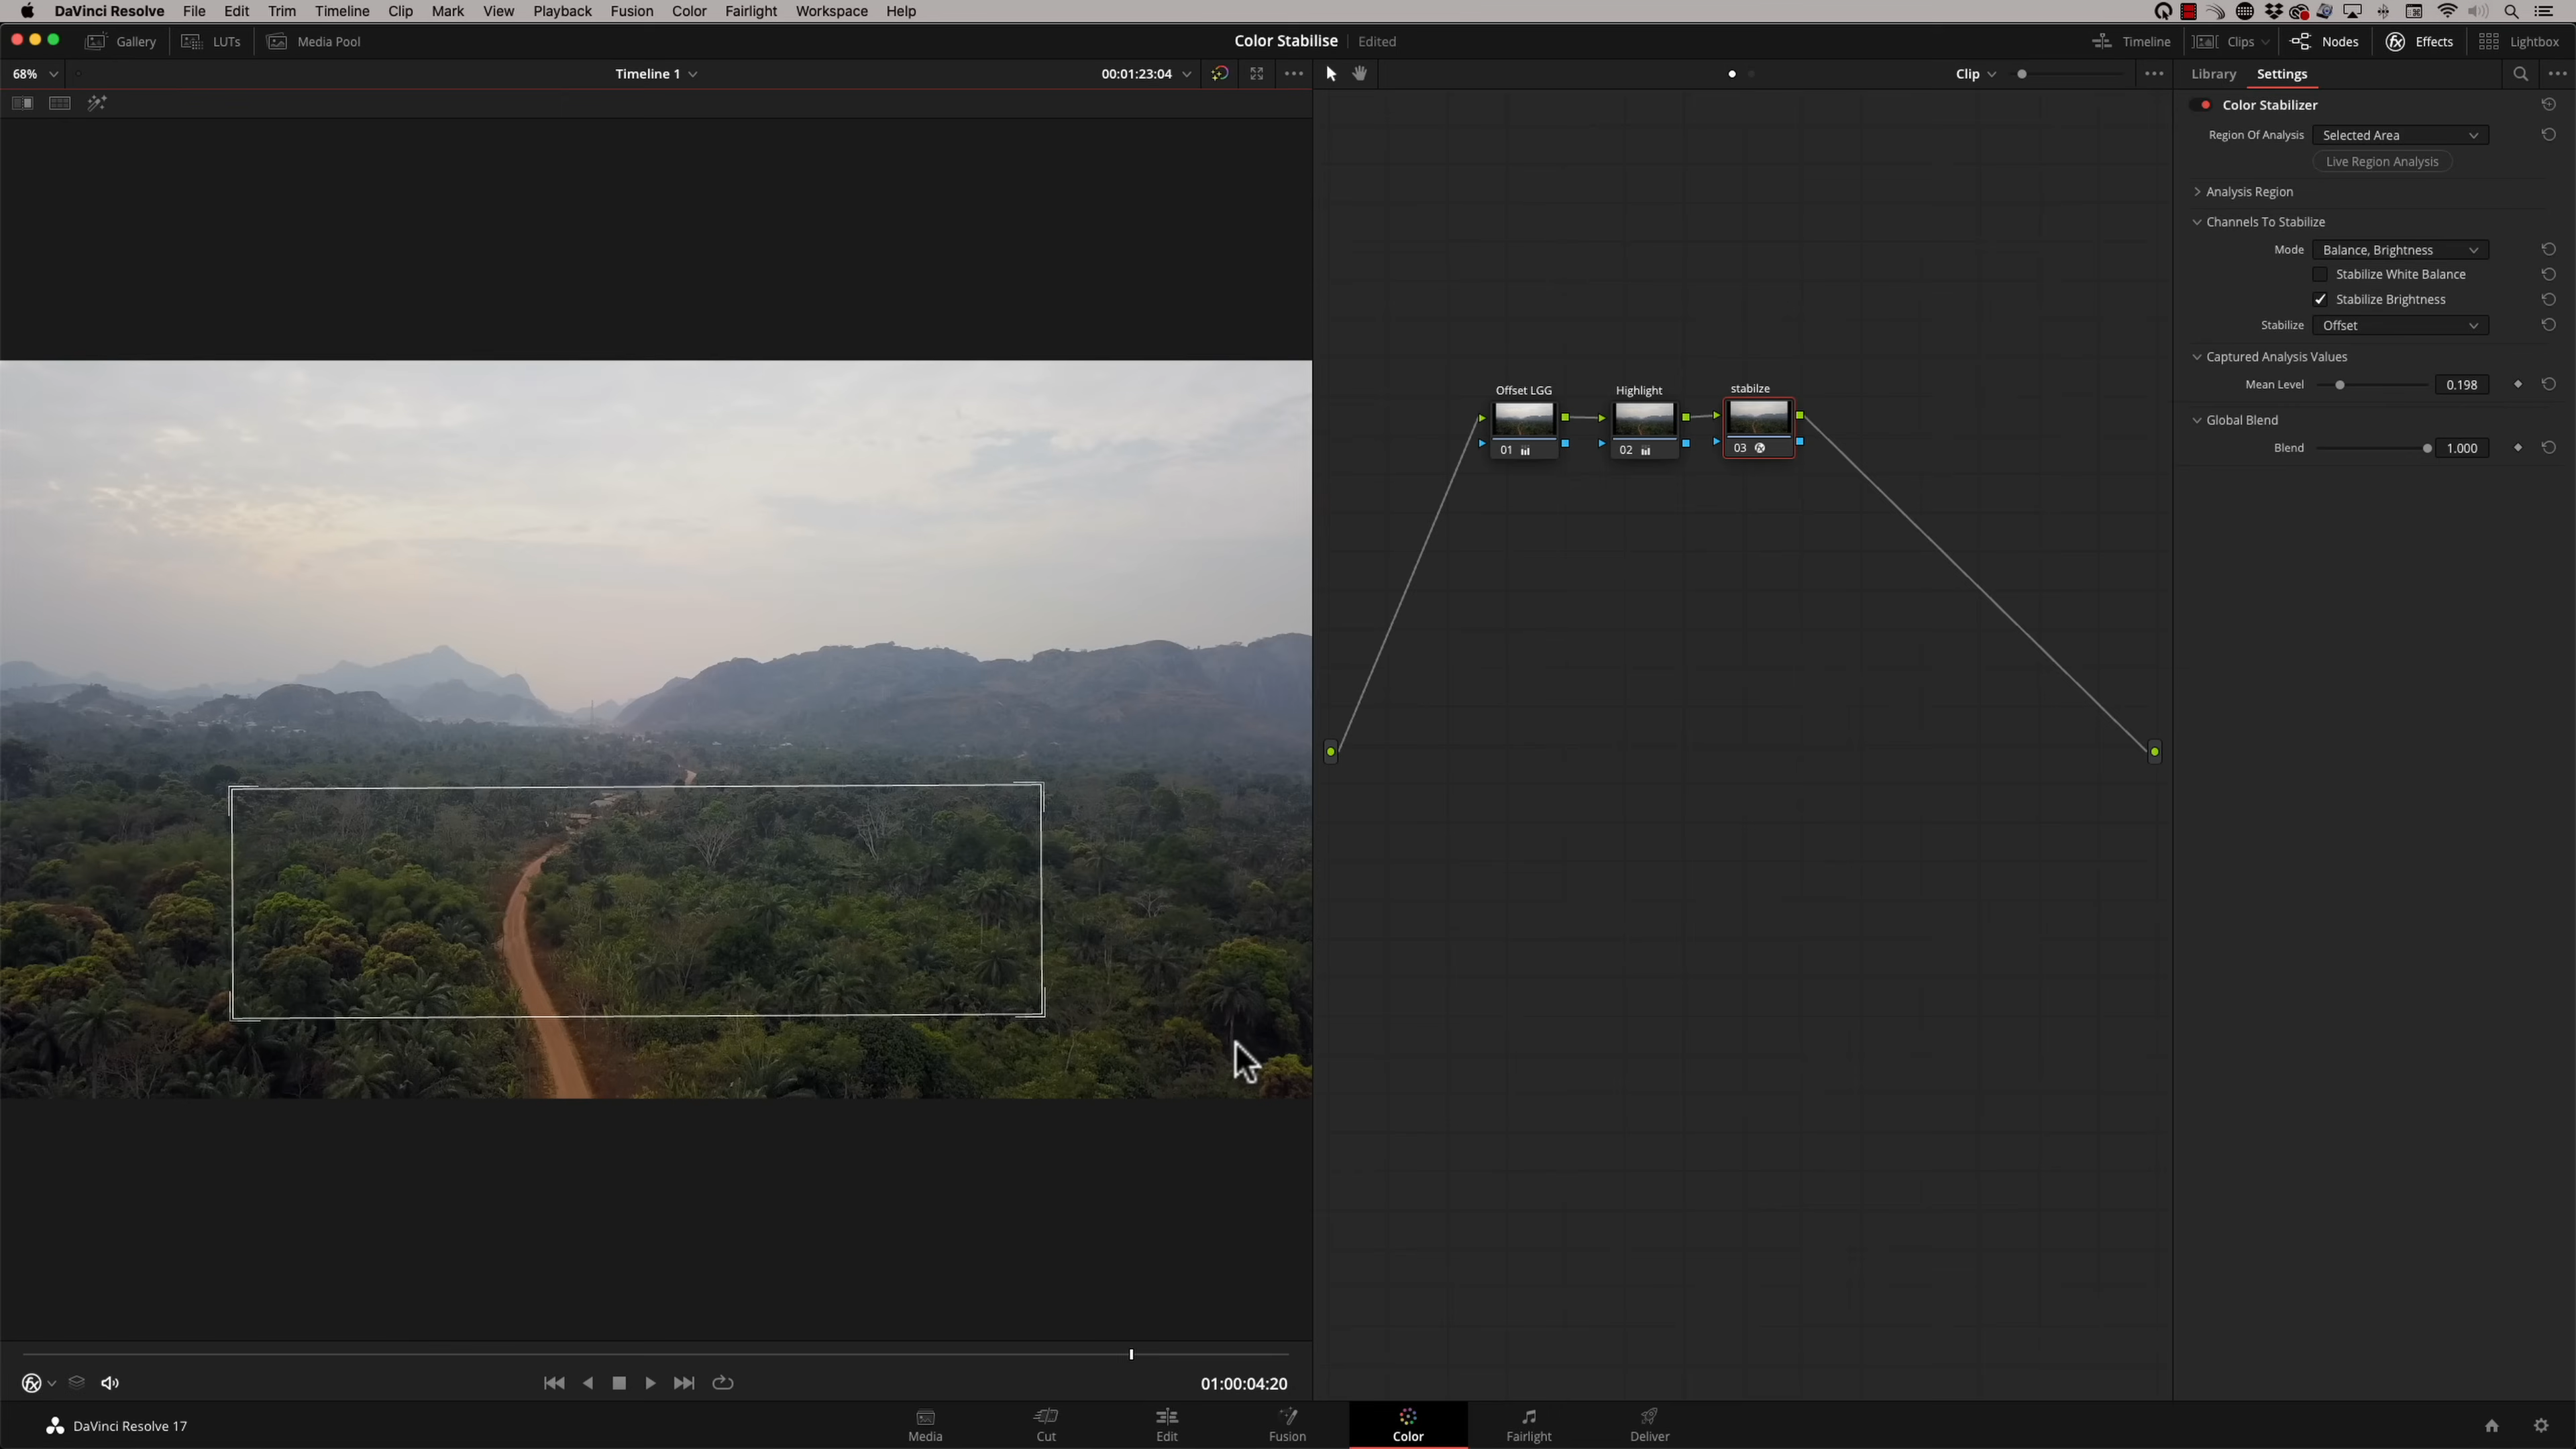 DaVinci Resolve File Edit Trim Timeline Clip Mark View Playback Fusion Color Fairlight Workspace Help
Gallery LUTs Media Pool Color Stabilise Edited Timeline Clips Nodes Effects Lightbox
68% Timeline 1 00:01:23:04 Clip Library Settings
Color Stabilizer
Region Of Analysis Selected Area
Live Region Analysis
Analysis Region
Channels To Stabilize
Mode Balance, Brightness
Stabilize White Balance
Stabilize Brightness
Stabilize Offset
Captured Analysis Values
Mean Level 0.198
Global Blend
Blend 1.000
Offset LGG Highlight stabilze
01 02 03
01:00:04:20
DaVinci Resolve 17
Media Cut Edit Fusion Color Fairlight Deliver